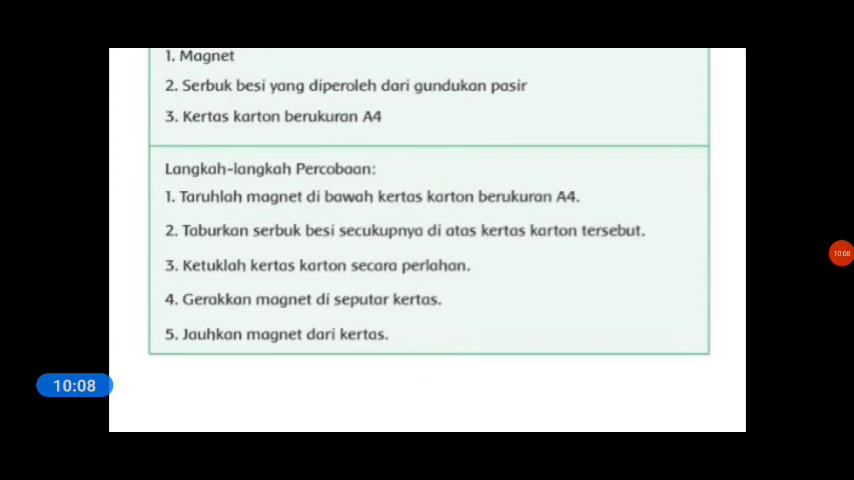 1. Magnet
2. Serbuk besi yang diperoleh dari gundukan pasir
3. Kertas karton berukuran A4
Langkah-langkah Percobaan:
1. Taruhlah magnet di bawah kertas karton berukuran A4.
2. Taburkan serbuk besi secukupnya di atas kertas karton tersebut.
3. Ketuklah kertas karton secara perlahan.
4. Gerakkan magnet di seputar kertas.
5. Jauhkan magnet dari kertas.
10:08
10:08